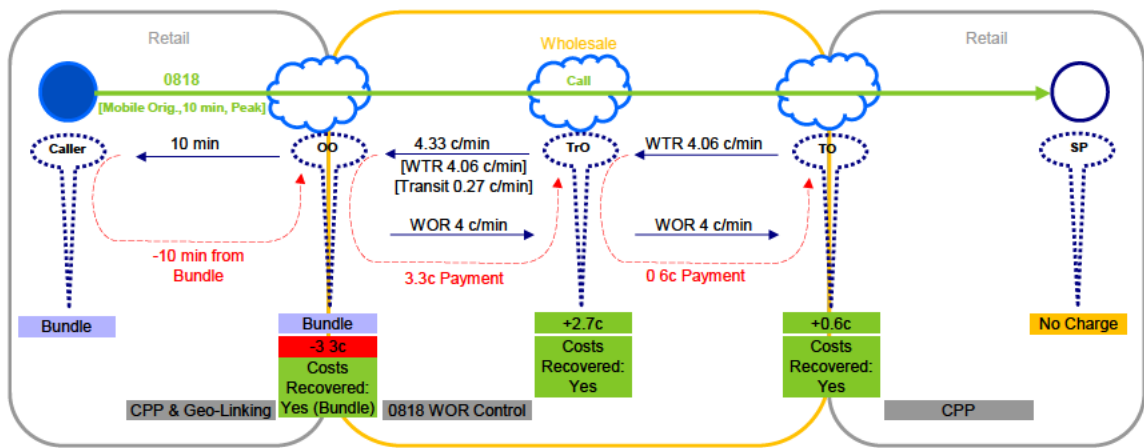 Retail
Wholesale
Retail
0818
Call
[Mobile Orig.,10 min, Peak]
Caller
10 min
OO
4.33 c/min
TrO
WTR 4.06 c/min
TO
SP
[WTR 4.06 c/min]
[Transit 0.27 c/min]
WOR 4 c/min
WOR 4 c/min
-10 min from
Bundle
3.3c Payment
0 6c Payment
Bundle
Bundle
-3 3c
Costs
Recovered:
Yes (Bundle)
+2.7c
Costs
Recovered:
Yes
+0.6c
Costs
Recovered:
Yes
No Charge
CPP & Geo-Linking
0818 WOR Control
CPP